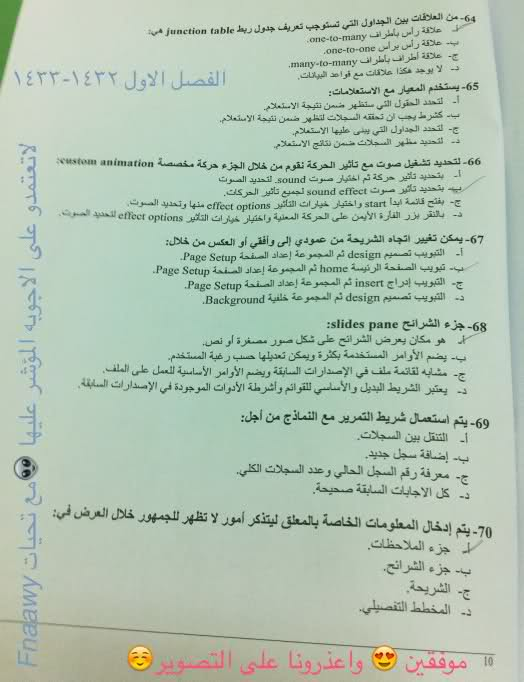 64- من العلاقات بين الجداول التي تستوجب تعريف جدول ربط junction table هي:
أ- علاقة رأس بأطراف one-to-many.
ب- علاقة رأس برأس one-to-one.
ج- علاقة أطراف بأطراف many-to-many.
د- لا يوجد هكذا علاقات مع قواعد البيانات.
الفصل الاول ١٤٣٢-١٤٣٣
65- يستخدم المعيار مع الاستعلامات:
أ- لتحدد الحقول التي ستظهر ضمن نتيجة الاستعلام.
ب- كشرط يجب ان تحققه السجلات لتظهر ضمن نتيجة الاستعلام.
ج- لتحدد الجداول التي يبنى عليها الاستعلام.
د- لتحديد مظهر السجلات ضمن نتائج الاستعلام.
66- لتحديد تشغيل صوت مع تأثير الحركة نقوم من خلال الجزء حركة مخصصة custom animation:
أ- بتحديد تأثير حركة ثم اختيار صوت sound. لتحديد الصوت
ب- بتحديد تأثير صوت sound effect لجميع تأثير الحركات.
ج- بفتح قائمة ابدأ start واختيار خيارات التأثير effect options منها وتحديد الصوت.
د- بالنقر بزر الفأرة الأيمن على الحركة المعنية واختيار خيارات التأثير effect options لتحديد الصوت.
67- يمكن تغيير اتجاه الشريحة من عمودي إلى وأفقي أو العكس من خلال:
أ- التبويب تصميم design ثم المجموعة إعداد الصفحة Page Setup.
ب- تبويب الصفحة الرئيسة home ثم المجموعة إعداد الصفحة Page Setup.
ج- التبويب إدراج insert ثم المجموعة إعداد الصفحة Page Setup.
د- التبويب تصميم design ثم المجموعة خلفية Background.
68- جزء الشرائح slides pane:
أ- هو مكان يعرض الشرائح على شكل صور مصغرة أو نص.
ب- يضم الأوامر المستخدمة بكثرة ويمكن تعديلها حسب رغبة المستخدم.
ج- مشابه لقائمة ملف في الإصدارات السابقة ويضم الأوامر الأساسية للعمل على الملف.
د- يعتبر الشريط البديل والأساسي للقوائم وأشرطة الأدوات الموجودة في الإصدارات السابقة.
69- يتم استعمال شريط التمرير مع النماذج من أجل:
أ- التنقل بين السجلات.
ب- إضافة سجل جديد.
ج- معرفة رقم السجل الحالي وعدد السجلات الكلي.
د- كل الاجابات السابقة صحيحة.
70- يتم إدخال المعلومات الخاصة بالمعلق ليتذكر أمور لا تظهر للجمهور خلال العرض في:
أ- جزء الملاحظات.
ب- جزء الشرائح.
ج- الشريحة.
د- المخطط التفصيلي.
لاتعتمدو على الاجوبه المؤشر عليها 👽 مع تحيات Fnaawy
موفقين 😍 واعذرونا على التصوير☺
10